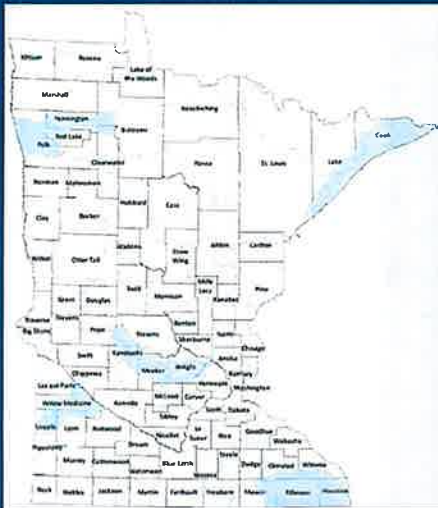 Kittson Roseau
Lake of
the Woods
Marshall
Koochiching
Pennington
Polk Red Lake
Beltrami
Cook
Clearwater
Itasca
St. Louis
Lake
Norman Mahnomen
Hubbard
Cass
Clay
Becker
Aitkin
Carlton
Wadena
Crow
Wing
Wilkin
Otter Tail
Pine
Mille
Lacs
Kanabec
Todd
Morrison
Grant Douglas
Traverse
Big Stone
Stevens
Pope
Stearns
Benton
Sherburne
Isanti
Chisago
Anoka
Swift
Kandiyohi
Meeker
Wright
Ramsey
Washington
Hennepin
Chippewa
Lac qui Parle
McLeod
Carver
Yellow Medicine
Renville
Scott
Dakota
Sibley
Lincoln
Lyon
Redwood
Nicollet
Le
Sueur
Rice
Goodhue
Wabasha
Brown
Pipestone
Murray
Cottonwood
Watonwan
Blue Earth
Waseca
Steele
Dodge
Olmsted
Winona
Rock
Nobles
Jackson
Martin
Faribault
Freeborn
Mower
Fillmore
Houston